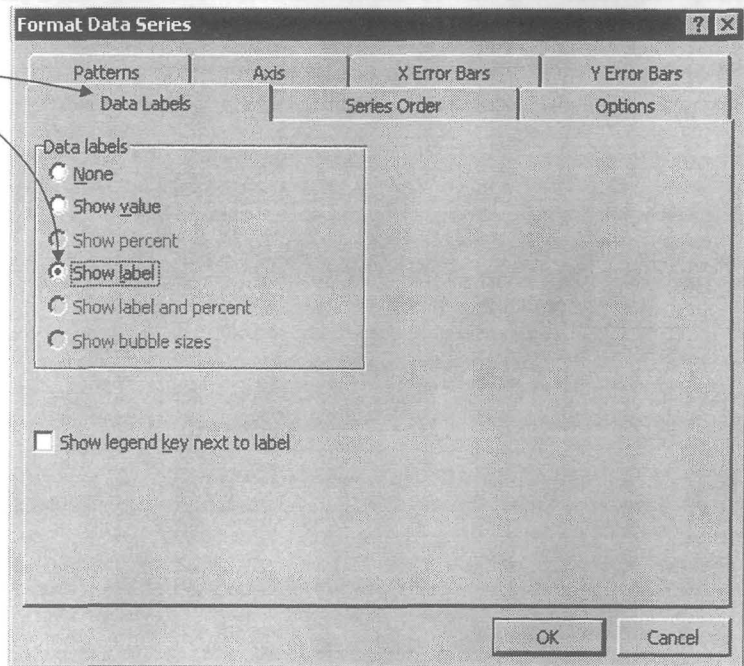 Format Data Series
Patterns Axis X Error Bars Y Error Bars
Data Labels Series Order Options
Data labels
None
Show value
Show percent
Show label
Show label and percent
Show bubble sizes
Show legend key next to label
OK Cancel